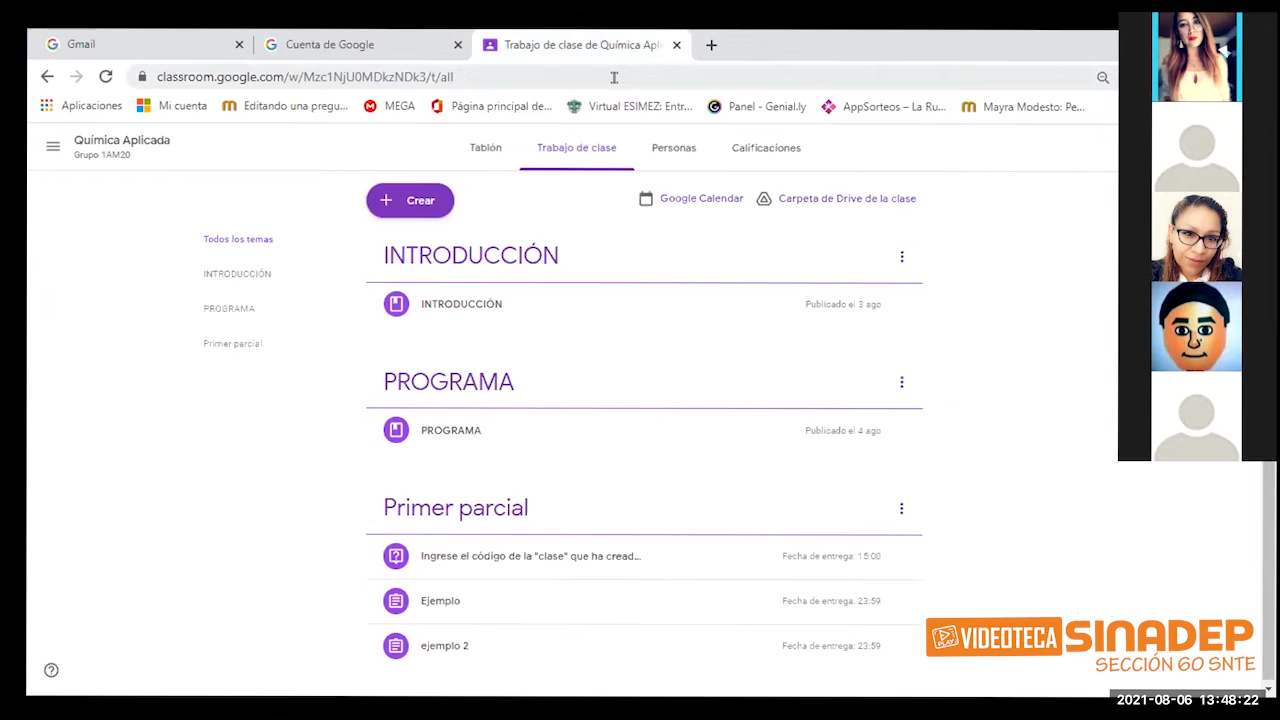 Gmail
Cuenta de Google
Trabajo de clase de Química Apli
classroom.google.com/w/Mzc1NjU0MDkzNDk3/t/all
Aplicaciones
Mi cuenta
Editando una pregu...
MEGA
Página principal de...
Virtual ESIMEZ: Entr...
Panel - Genial.ly
AppSorteos – La Ru...
Mayra Modesto: Pe...
Química Aplicada
Grupo 1AM20
Tablón
Trabajo de clase
Personas
Calificaciones
+ Crear
Google Calendar
Carpeta de Drive de la clase
Todos los temas
INTRODUCCIÓN
PROGRAMA
Primer parcial
INTRODUCCIÓN
INTRODUCCIÓN
Publicado el 3 ago
PROGRAMA
PROGRAMA
Publicado el 4 ago
Primer parcial
Ingrese el código de la "clase" que ha cread...
Fecha de entrega: 15:00
Ejemplo
Fecha de entrega: 23:59
ejemplo 2
Fecha de entrega: 23:59
PLAY
VIDEOTECA SINADEP
SECCIÓN 60 SNTE
2021-08-06 13:48:22